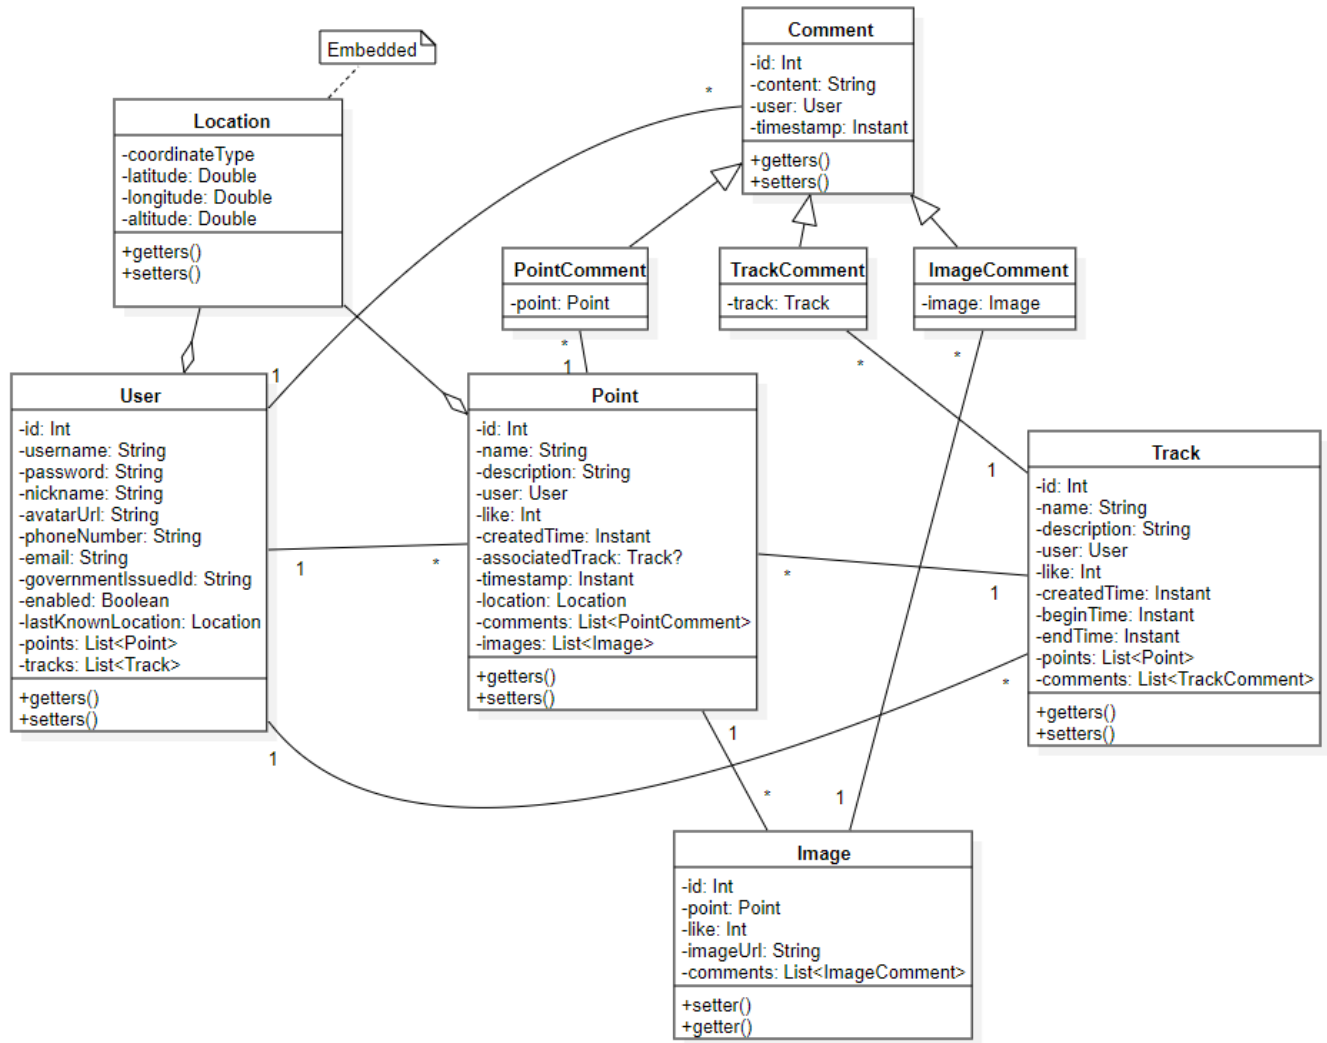 Embedded
Comment
-id: Int
-content: String
-user: User
-timestamp: Instant
+getters()
+setters()
*
Location
-coordinateType
-latitude: Double
-longitude: Double
-altitude: Double
+getters()
+setters()
PointComment
-point: Point
TrackComment
-track: Track
ImageComment
-image: Image
*
1
*
1
*
*
1
User
-id: Int
-username: String
-password: String
-nickname: String
-avatarUrl: String
-phoneNumber: String
-email: String
-governmentIssuedId: String
-enabled: Boolean
-lastKnownLocation: Location
-points: List<Point>
-tracks: List<Track>
+getters()
+setters()
1
*
Point
-id: Int
-name: String
-description: String
-user: User
-like: Int
-createdTime: Instant
-associatedTrack: Track?
-timestamp: Instant
-location: Location
-comments: List<PointComment>
-images: List<Image>
+getters()
+setters()
*
1
Track
-id: Int
-name: String
-description: String
-user: User
-like: Int
-createdTime: Instant
-beginTime: Instant
-endTime: Instant
-points: List<Point>
-comments: List<TrackComment>
+getters()
+setters()
*
1
1
*
1
Image
-id: Int
-point: Point
-like: Int
-imageUrl: String
-comments: List<ImageComment>
+setter()
+getter()